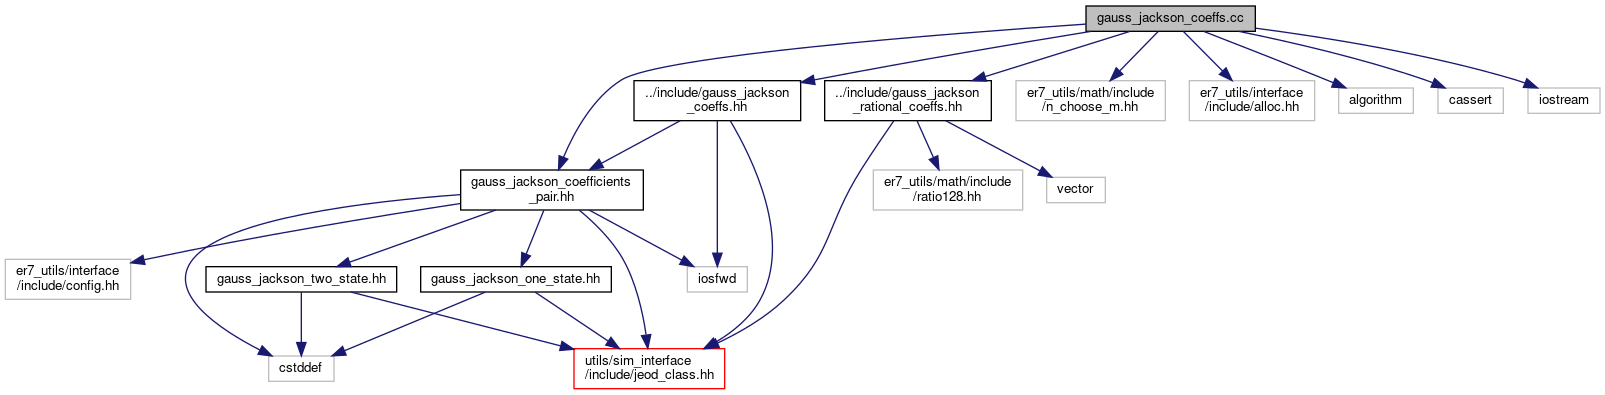 gauss_jackson_coeffs.cc
../include/gauss_jackson
_coeffs.hh
../include/gauss_jackson
_rational_coeffs.hh
er7_utils/math/include
/n_choose_m.hh
er7_utils/interface
/include/alloc.hh
algorithm
cassert
iostream
gauss_jackson_coefficients
_pair.hh
er7_utils/math/include
/ratio128.hh
vector
er7_utils/interface
/include/config.hh
gauss_jackson_two_state.hh
gauss_jackson_one_state.hh
iosfwd
cstddef
utils/sim_interface
/include/jeod_class.hh